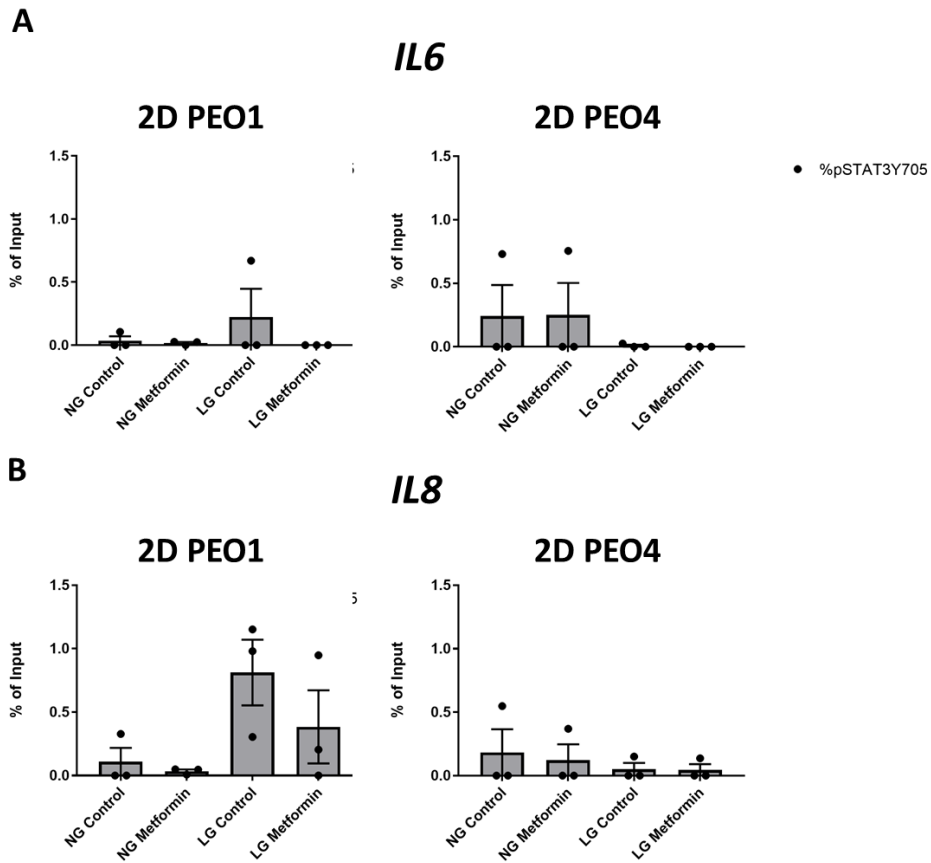 A
IL6
2D PEO1
2D PEO4
1.5
1.0
0.5
0.0
% of Input
NG Control
NG Metformin
LG Control
LG Metformin
1.5
1.0
0.5
0.0
% of Input
NG Control
NG Metformin
LG Control
LG Metformin
%pSTAT3Y705
B
IL8
2D PEO1
2D PEO4
1.5
1.0
0.5
0.0
% of Input
NG Control
NG Metformin
LG Control
LG Metformin
5
1.5
1.0
0.5
0.0
% of Input
NG Control
NG Metformin
LG Control
LG Metformin